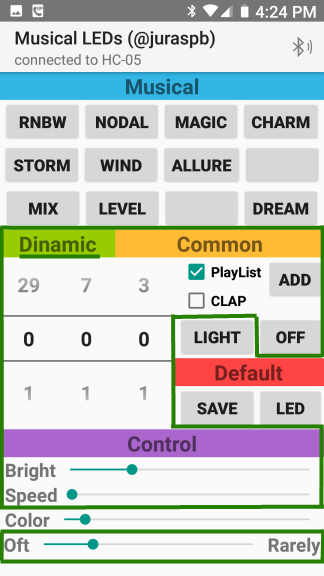 4:24 PM
Musical LEDs (@juraspb)
connected to HC-05
Musical
RNBW NODAL MAGIC CHARM
STORM WIND ALLURE
MIX LEVEL DREAM
Dinamic Common
29 7 3
PlayList ADD
CLAP
0 0 0
LIGHT OFF
Default
1 1 1
SAVE LED
Control
Bright
Speed
Color
Oft Rarely